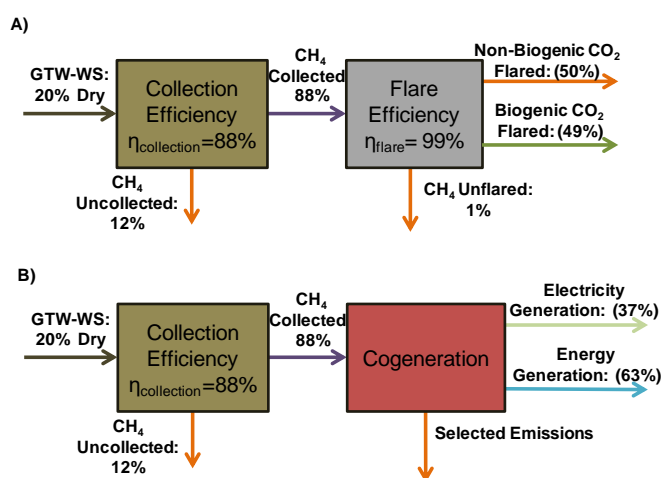 A)
GTW-WS:
20% Dry
Collection
Efficiency
η collection=88%
CH4
Collected
88%
Flare
Efficiency
ηflare= 99%
Non-Biogenic CO2
Flared: (50%)
Biogenic CO2
Flared: (49%)
CH4
Uncollected:
12%
CH4 Unflared:
1%
B)
GTW-WS:
20% Dry
Collection
Efficiency
ηcollection=88%
CH4
Collected
88%
Cogeneration
Electricity
Generation: (37%)
Energy
Generation: (63%)
CH4
Uncollected:
12%
Selected Emissions